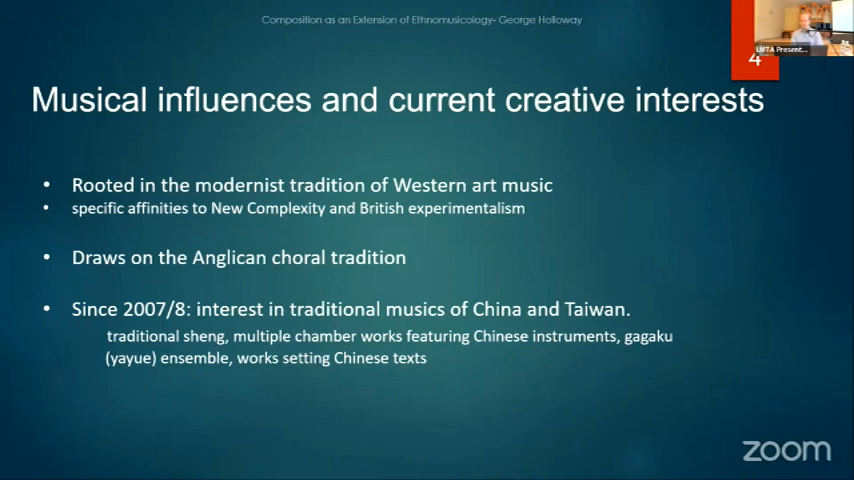 Composition as an Extension of Ethnomusicology- George Holloway
LMTA Present...
4
Musical influences and current creative interests
• Rooted in the modernist tradition of Western art music
• specific affinities to New Complexity and British experimentalism
• Draws on the Anglican choral tradition
• Since 2007/8: interest in traditional musics of China and Taiwan.
traditional sheng, multiple chamber works featuring Chinese instruments, gagaku
(yayue) ensemble, works setting Chinese texts
zoom